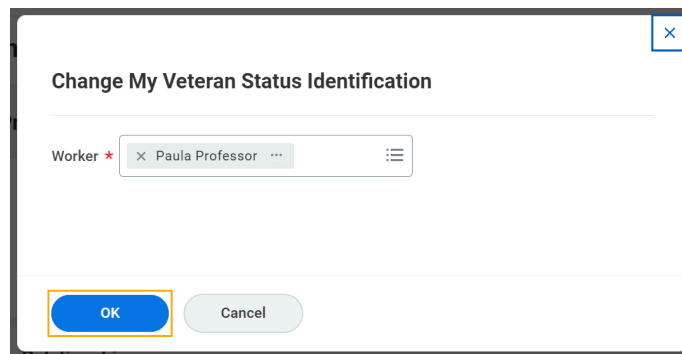 Change My Veteran Status Identification
Worker * × Paula Professor ...
OK Cancel